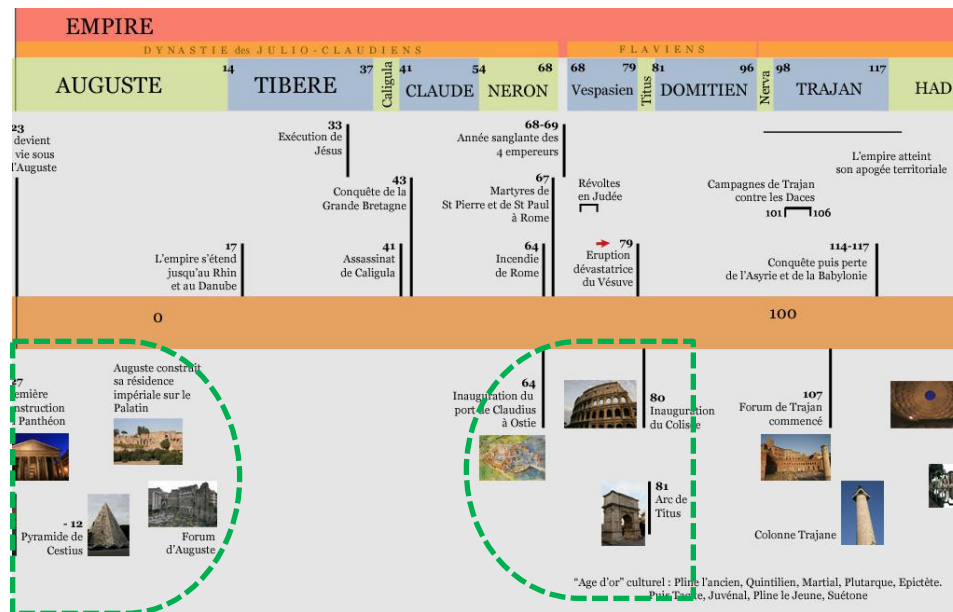 EMPIRE
DYNASTIE des JULIO-CLAUDIENS
FLAVIENS
AUGUSTE
14
TIBERE
37
Caligula
41
CLAUDE
54
NERON
68
68
Vespasien
79
Titus
81
DOMITIEN
96
Nerva
98
TRAJAN
117
HAD
23
devient
vie sous
l'Auguste
33
Exécution de
Jésus
68-69
Année sanglante des
4 empereurs
L'empire atteint
son apogée territoriale
43
Conquête de la
Grande Bretagne
67
Martyres de
St Pierre et de St Paul
à Rome
Révoltes
en Judée
Campagnes de Trajan
contre les Daces
101
106
17
L'empire s'étend
jusqu'au Rhin
et au Danube
41
Assassinat
de Caligula
64
Incendie
de Rome
79
Eruption
dévastatrice
du Vésuve
114-117
Conquête puis perte
de l'Asyrie et de la Babylonie
0
100
27
emière
nstruction
Panthéon
Auguste construit
sa résidence
impériale sur le
Palatin
64
Inauguration du
port de Claudius
à Ostie
80
Inauguration
du Colisée
107
Forum de Trajan
commencé
- 12
Pyramide de
Cestius
Forum
d'Auguste
81
Arc de
Titus
Colonne Trajane
"Age d'or" culturel : Pline l'ancien, Quintilien, Martial, Plutarque, Epictète.
Puis Tacite, Juvénal, Pline le Jeune, Suétone